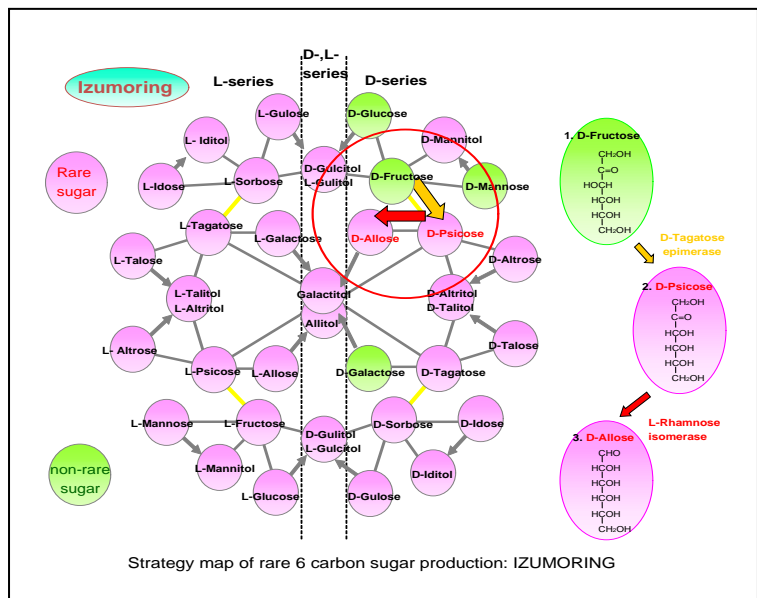 D-,L-
series
L-series
D-series
Izumoring
Rare
sugar
non-rare
sugar
L-Gulose
D-Glucose
L- Iditol
D-Mannitol
L-Idose
L-Sorbose
D-Gulcitol
L-Gulitol
D-Fructose
D-Mannose
L-Tagatose
L-Galactose
D-Allose
D-Psicose
L-Talose
D-Altrose
L-Talitol
L-Altritol
Galactitol
Allitol
D-Altritol
D-Talitol
L- Altrose
D-Talose
L-Psicose
L-Allose
D-Galactose
D-Tagatose
L-Mannose
L-Fructose
D-Gulitol
L-Gulcitol
D-Sorbose
D-Idose
L-Mannitol
D-Iditol
L-Glucose
D-Gulose
1. D-Fructose
CH₂OH
C=O
HOCH
HCOH
HCOH
CH₂OH
D-Tagatose
epimerase
2. D-Psicose
CH₂OH
C=O
HCOH
HCOH
HCOH
CH₂OH
L-Rhamnose
isomerase
3. D-Allose
CHO
HCOH
HCOH
HCOH
HCOH
CH₂OH
Strategy map of rare 6 carbon sugar production: IZUMORING